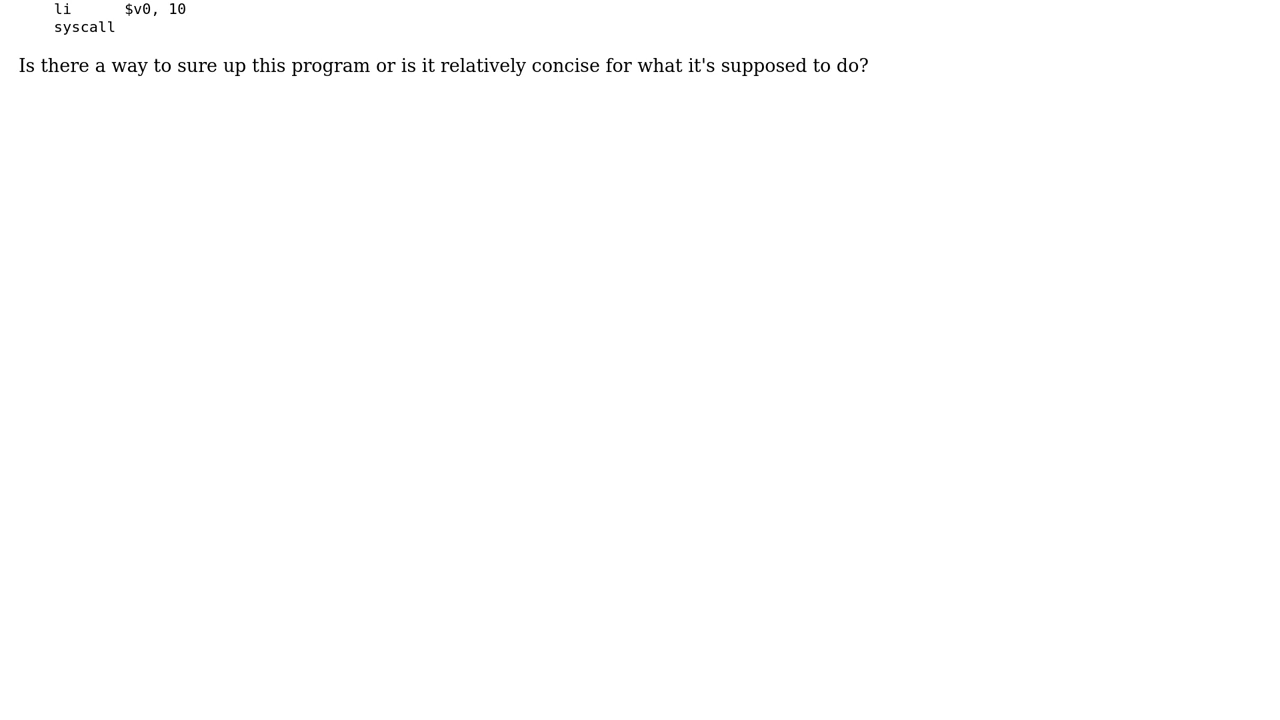 li      $v0, 10
syscall
Is there a way to sure up this program or is it relatively concise for what it's supposed to do?